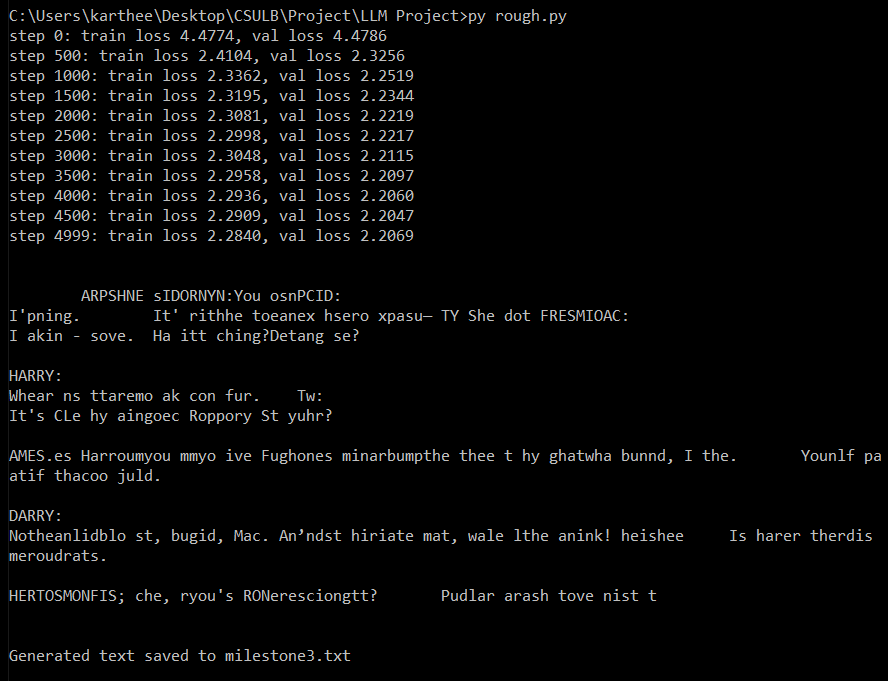 C:\Users\karthee\Desktop\CSULB\Project\LLM Project>py rough.py
step 0: train loss 4.4774, val loss 4.4786
step 500: train loss 2.4104, val loss 2.3256
step 1000: train loss 2.3362, val loss 2.2519
step 1500: train loss 2.3195, val loss 2.2344
step 2000: train loss 2.3081, val loss 2.2219
step 2500: train loss 2.2998, val loss 2.2217
step 3000: train loss 2.3048, val loss 2.2115
step 3500: train loss 2.2958, val loss 2.2097
step 4000: train loss 2.2936, val loss 2.2060
step 4500: train loss 2.2909, val loss 2.2047
step 4999: train loss 2.2840, val loss 2.2069
ARPSHNE sIDORNYN:You osnPCID:
I'pning.        It' rithhe toeanex hsero xpasu— TY She dot FRESMIOAC:
I akin - sove.  Ha itt ching?Detang se?
HARRY:
Whear ns ttaremo ak con fur.    Tw:
It's CLe hy aingoec Roppory St yuhr?
AMES.es Harroumyou mmyo ive Fughones minarbumpthe thee t hy ghatwha bunnd, I the.       Younlf pa
atif thacoo juld.
DARRY:
Notheanlidblo st, bugid, Mac. An’ndst hiriate mat, wale lthe anink! heishee     Is harer therdis
meroudrats.
HERTOSMONFIS; che, ryou's RONeresciongtt?       Pudlar arash tove nist t
Generated text saved to milestone3.txt